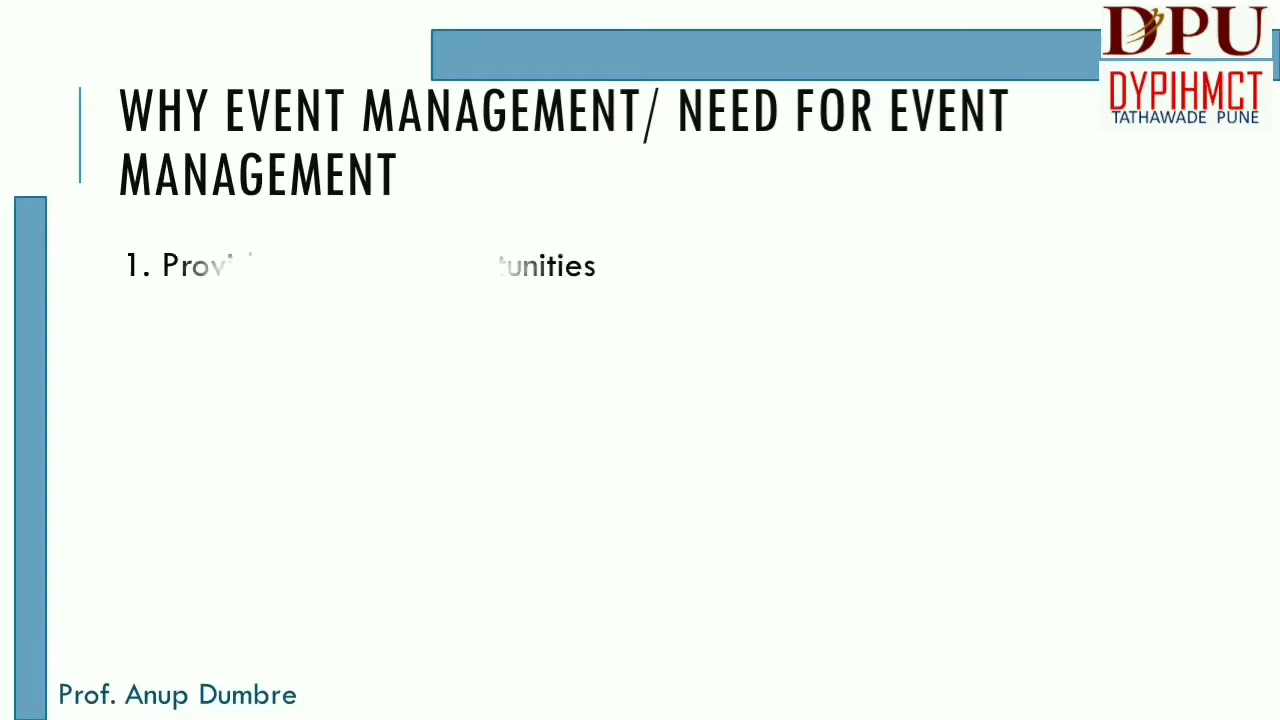 DPU
DYPIHMCT
TATHAWADE PUNE
WHY EVENT MANAGEMENT/ NEED FOR EVENT
MANAGEMENT
1.
Prof. Anup Dumbre